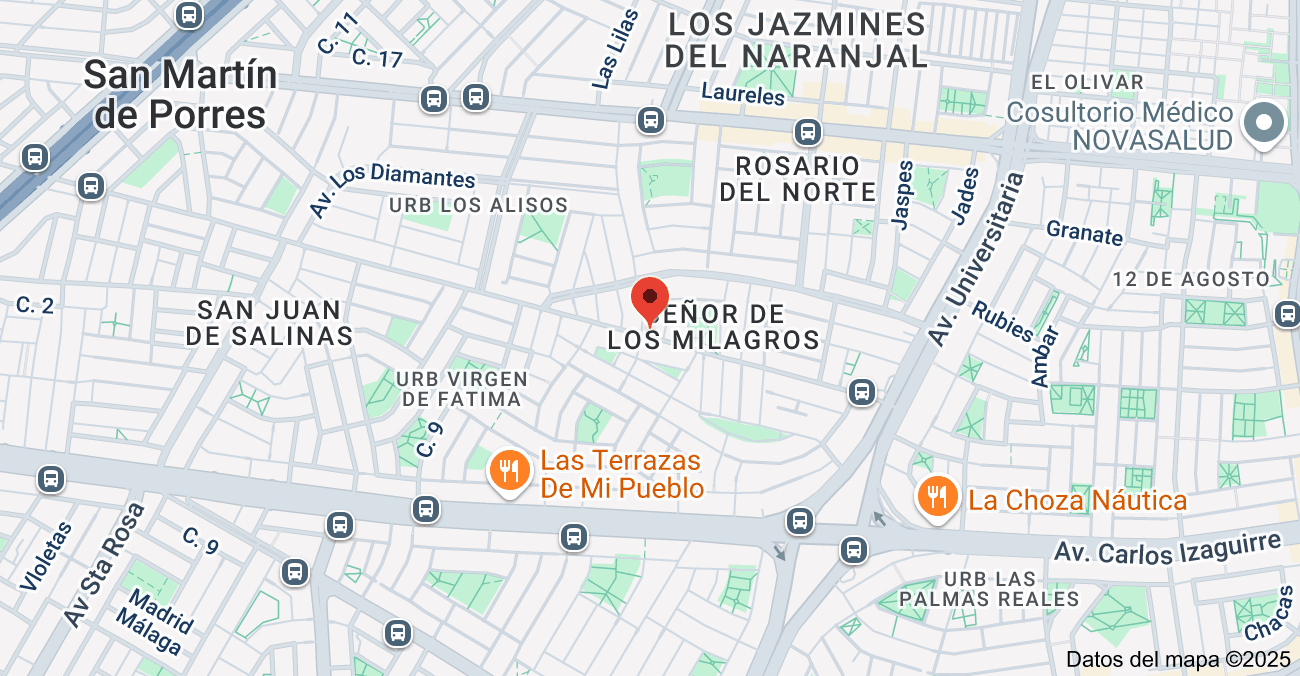 C. 11
C. 17
Las Lilas
LOS JAZMINES
DEL NARANJAL
San Martín
de Porres
Laureles
EL OLIVAR
Cosultorio Médico
NOVASALUD
ROSARIO
DEL NORTE
Av. Los Diamantes
URB LOS ALISOS
Jaspes
Jades
Av. Universitaria
Granate
12 DE AGOSTO
C. 2
SAN JUAN
DE SALINAS
SEÑOR DE
LOS MILAGROS
Rubies
Ambar
URB VIRGEN
DE FATIMA
C. 9
Las Terrazas
De Mi Pueblo
La Choza Náutica
Vloletas
Av Sta Rosa
C. 9
Av. Carlos Izaguirre
URB LAS
PALMAS REALES
Madrid
Málaga
Chacas
Datos del mapa ©2025